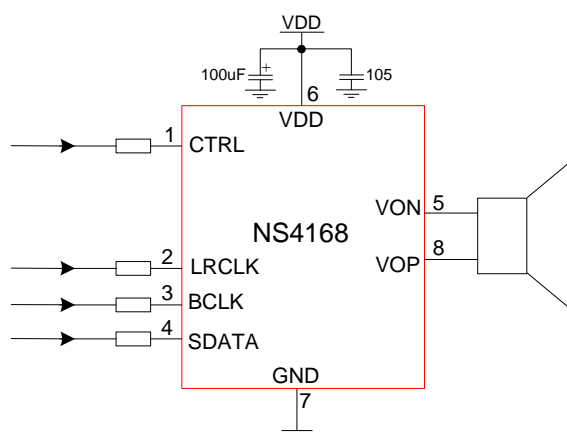 VDD
100uF + 105
6
VDD
1 CTRL
VON 5
NS4168
8
VOP
2 LRCLK
3 BCLK
4 SDATA
GND
7